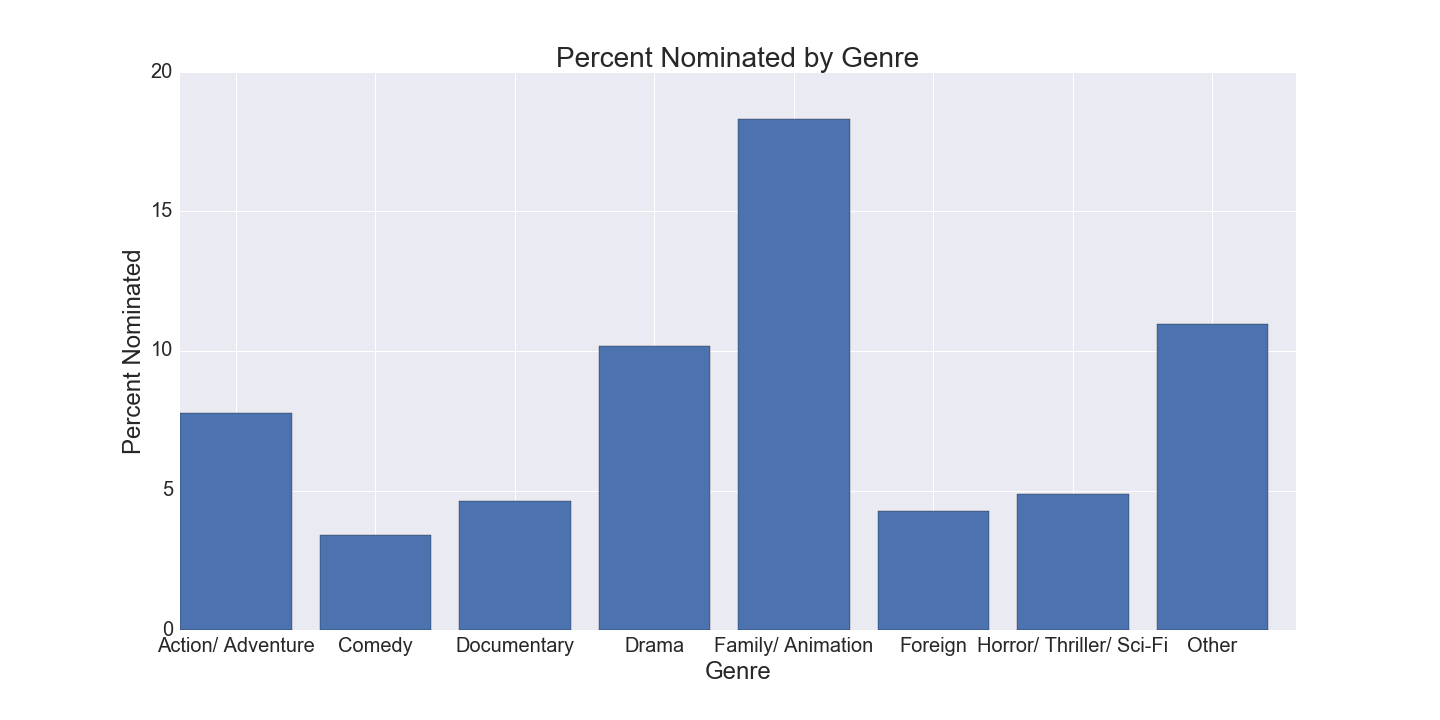 Percent Nominated by Genre
20
15
10
5
0
Percent Nominated
Action/ Adventure Comedy Documentary Drama Family/ Animation Foreign Horror/ Thriller/ Sci-Fi Other
Genre